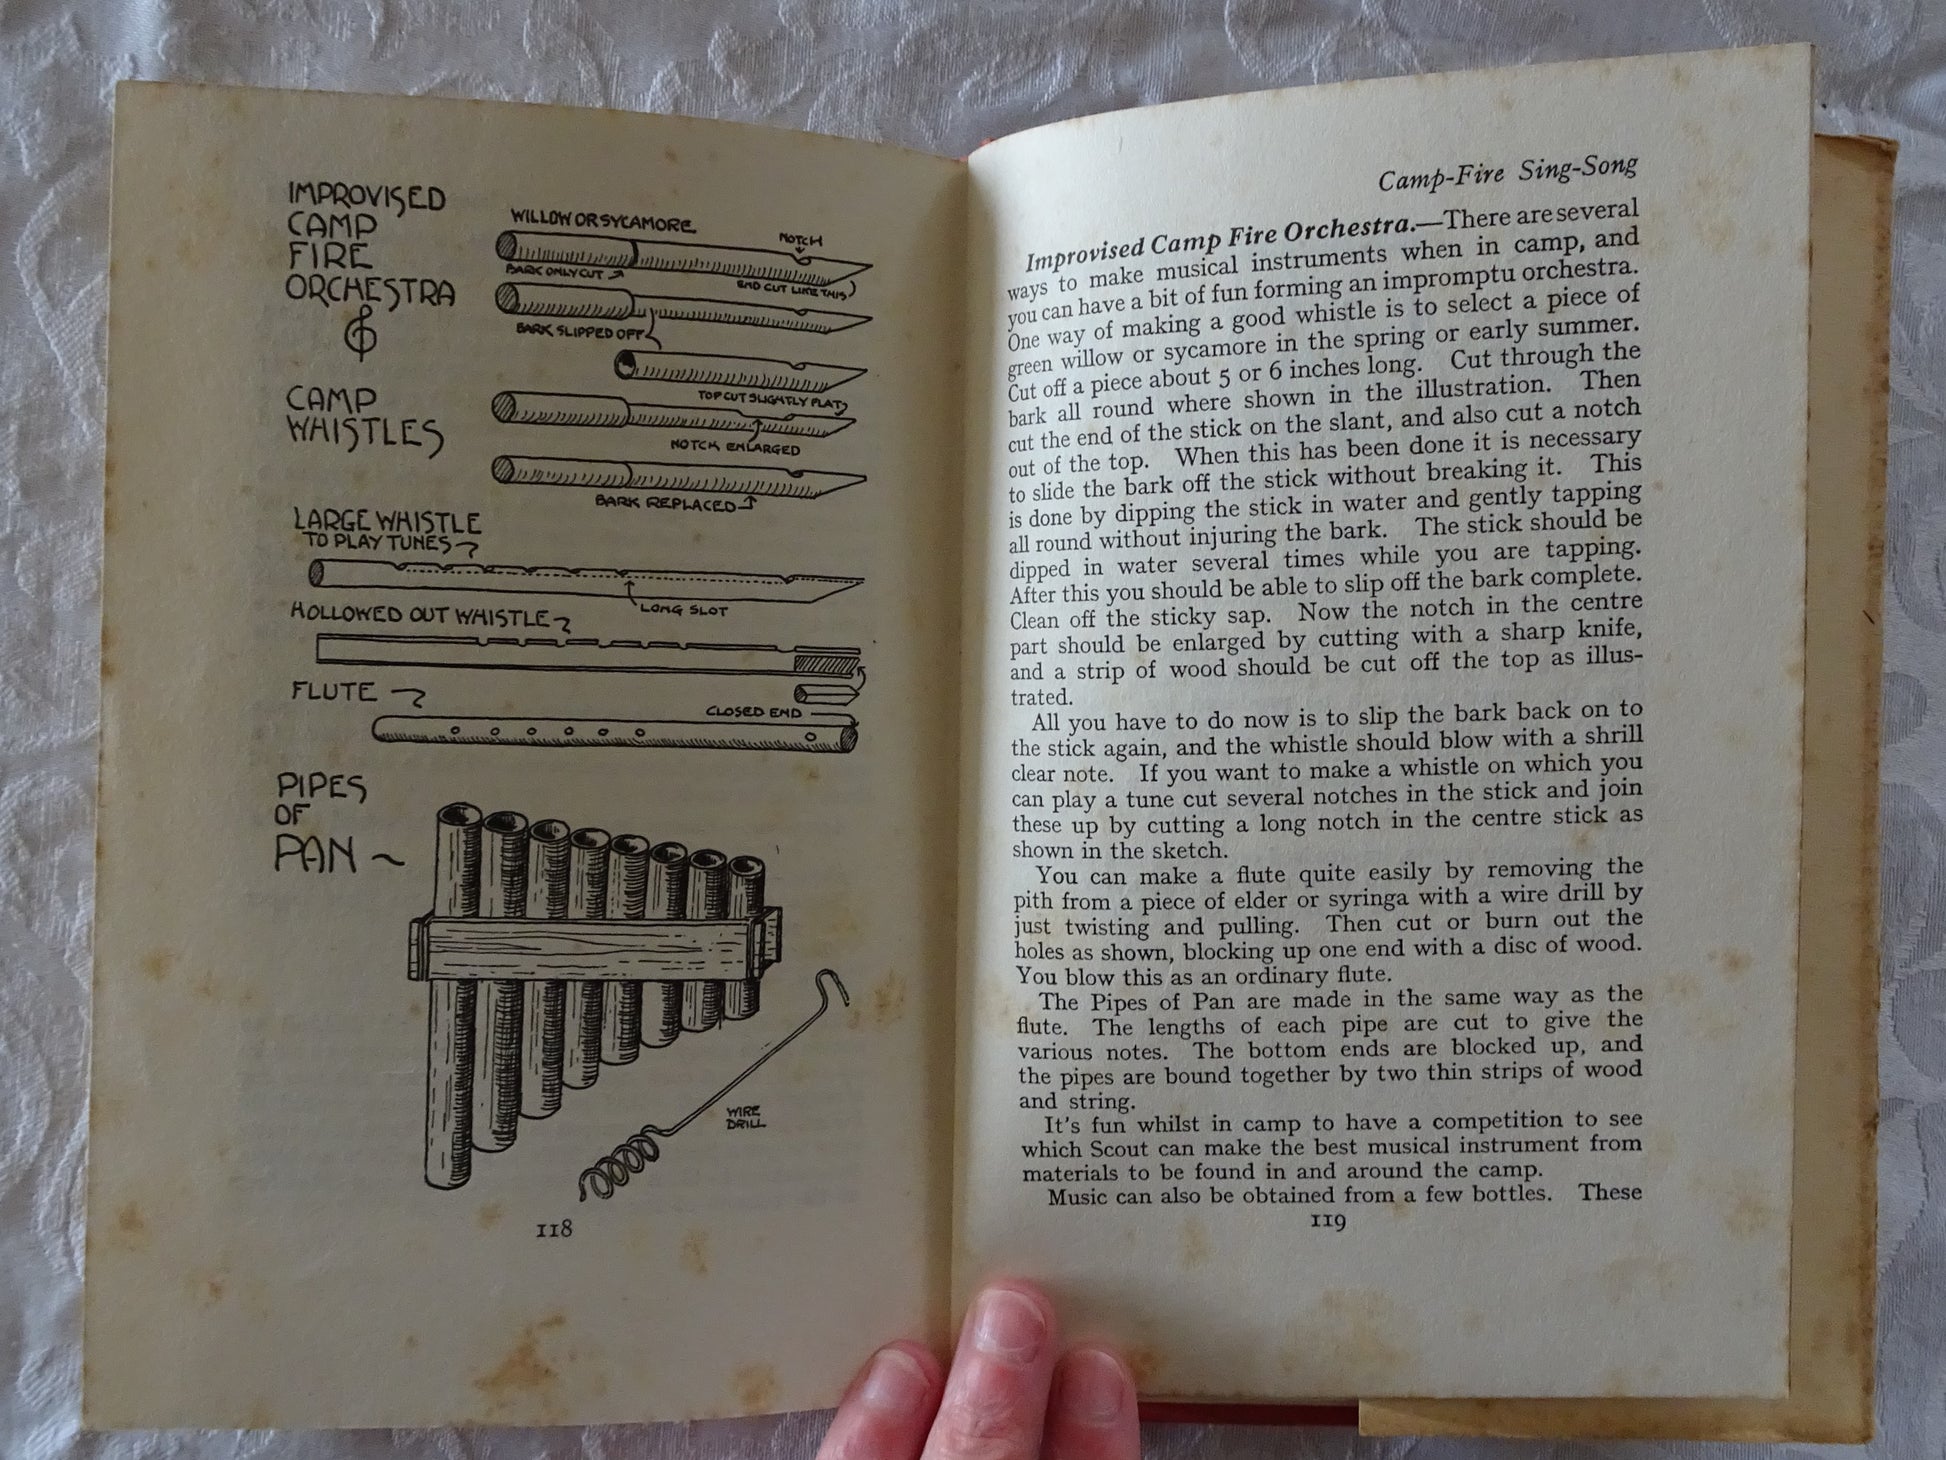 IMPROVISED
CAMP
FIRE
ORCHESTRA
WILLOW OR SYCAMORE
NOTCH
BARK ONLY CUT
END CUT LIKE THIS
BARK SLIPPED OFF
TOP CUT SLIGHTLY FLAT
CAMP
WHISTLES
NOTCH ENLARGED
BARK REPLACED
LARGE WHISTLE
TO PLAY TUNES
LONG SLOT
HOLLOWED OUT WHISTLE
FLUTE
CLOSED END
PIPES
OF
PAN
WIRE
DRILL
118
Camp-Fire Sing-Song
Improvised Camp Fire Orchestra.—There are several
ways to make musical instruments when in camp, and
you can have a bit of fun forming an impromptu orchestra.
One way of making a good whistle is to select a piece of
green willow or sycamore in the spring or early summer.
Cut off a piece about 5 or 6 inches long. Cut through the
bark all round where shown in the illustration. Then
cut the end of the stick on the slant, and also cut a notch
out of the top. When this has been done it is necessary
to slide the bark off the stick without breaking it. This
is done by dipping the stick in water and gently tapping
all round without injuring the bark. The stick should be
dipped in water several times while you are tapping.
After this you should be able to slip off the bark complete.
Clean off the sticky sap. Now the notch in the centre
part should be enlarged by cutting with a sharp knife,
and a strip of wood should be cut off the top as illus-
trated.
All you have to do now is to slip the bark back on to
the stick again, and the whistle should blow with a shrill
clear note. If you want to make a whistle on which you
can play a tune cut several notches in the stick and join
these up by cutting a long notch in the centre stick as
shown in the sketch.
You can make a flute quite easily by removing the
pith from a piece of elder or syringa with a wire drill by
just twisting and pulling. Then cut or burn out the
holes as shown, blocking up one end with a disc of wood.
You blow this as an ordinary flute.
The Pipes of Pan are made in the same way as the
flute. The lengths of each pipe are cut to give the
various notes. The bottom ends are blocked up, and
the pipes are bound together by two thin strips of wood
and string.
It's fun whilst in camp to have a competition to see
which Scout can make the best musical instrument from
materials to be found in and around the camp.
Music can also be obtained from a few bottles. These
119